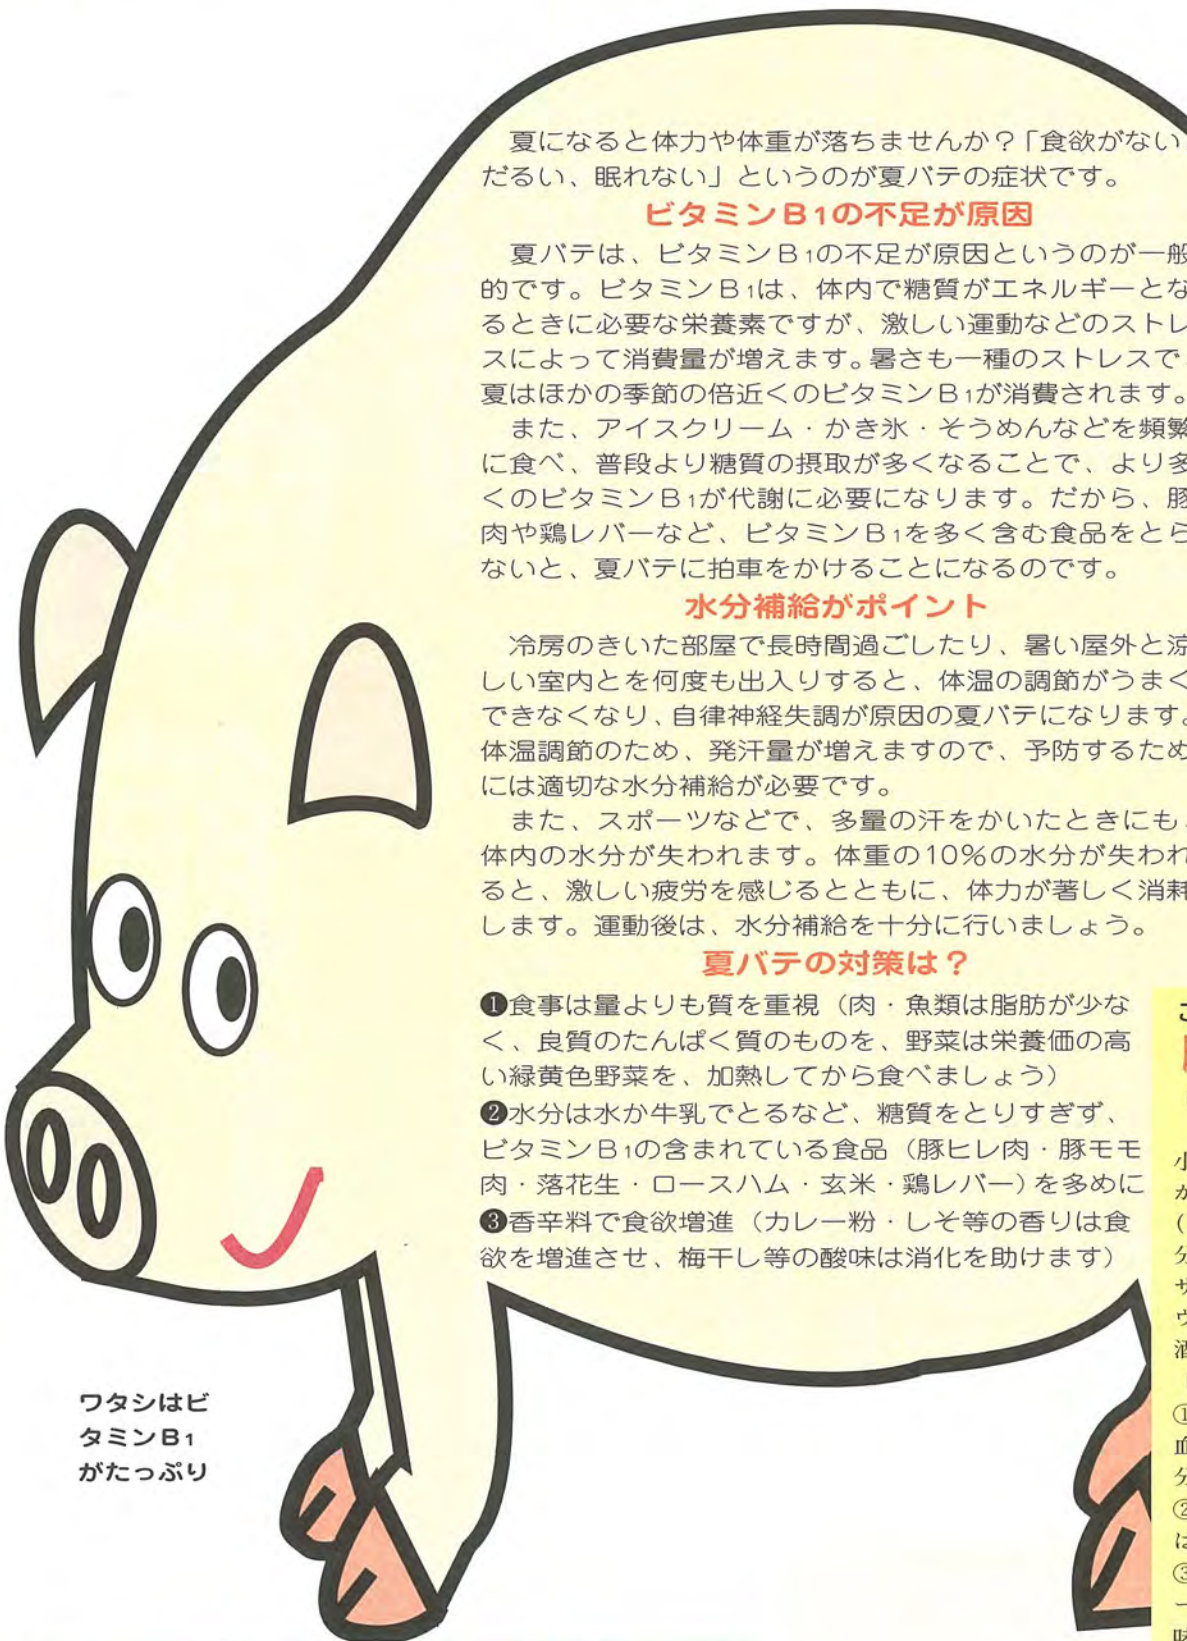 夏になると体力や体重が落ちませんか？「食欲がない
だるい、眠れない」というのが夏バテの症状です。
ビタミンB1の不足が原因
夏バテは、ビタミンB1の不足が原因というのが一般
的です。ビタミンB1は、体内で糖質がエネルギーとな
るときに必要な栄養素ですが、激しい運動などのストレ
スによって消費量が増えます。暑さも一種のストレスで、
夏はほかの季節の倍近くのビタミンB1が消費されます。
また、アイスクリーム・かき氷・そうめんなどを頻繁
に食べ、普段より糖質の摂取が多くなることで、より多
くのビタミンB1が代謝に必要になります。だから、豚
肉や鶏レバーなど、ビタミンB1を多く含む食品をとら
ないと、夏バテに拍車をかけることになるのです。
水分補給がポイント
冷房のきいた部屋で長時間過ごしたり、暑い屋外と涼
しい室内とを何度も出入りすると、体温の調節がうまく
できなくなり、自律神経失調が原因の夏バテになります。
体温調節のため、発汗量が増えますので、予防するため
には適切な水分補給が必要です。
また、スポーツなどで、多量の汗をかいたときにも、
体内の水分が失われます。体重の10%の水分が失われ
ると、激しい疲労を感じるとともに、体力が著しく消耗
します。運動後は、水分補給を十分に行いましょう。
夏バテの対策は？
❶食事は量よりも質を重視（肉・魚類は脂肪が少な
く、良質のたんぱく質のものを、野菜は栄養価の高
い緑黄色野菜を、加熱してから食べましょう）
❷水分は水か牛乳でとるなど、糖質をとりすぎず、
ビタミンB1の含まれている食品（豚ヒレ肉・豚モモ
肉・落花生・ロースハム・玄米・鶏レバー）を多めに
❸香辛料で食欲増進（カレー粉・しそ等の香りは食
欲を増進させ、梅干し等の酸味は消化を助けます）
ワタシはビ
タミンB1
がたっぷり
小
か
（
分
サ
ウ
酒
①
血
分
②
は
③
ー